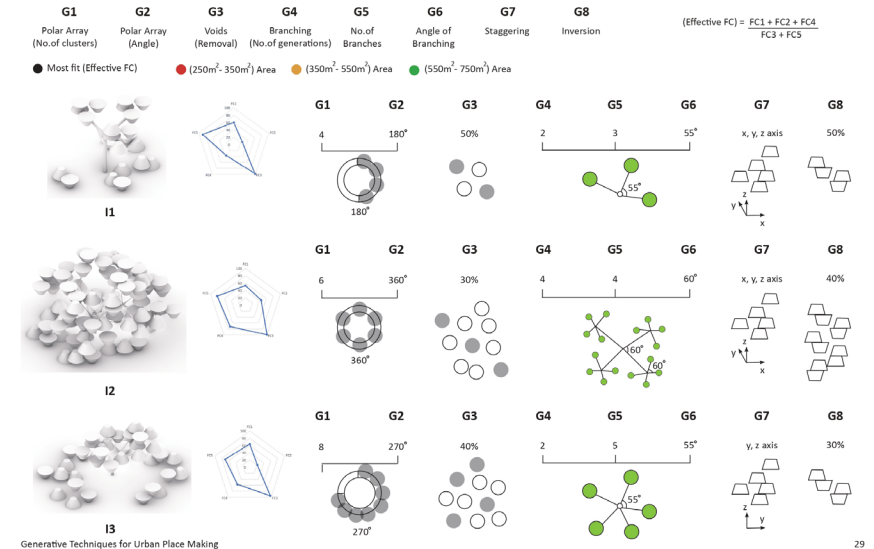 G1 G2 G3 G4 G5 G6 G7 G8
Polar Array Polar Array Voids Branching No.of Angle of Staggering Inversion
(No.of clusters) (Angle) (Removal) (No.of generations) Branches Branching
(Effective FC) = FC1 + FC2 + FC4
FC3 + FC5
Most fit (Effective FC) (250m²- 350m²) Area (350m²- 550m²) Area (550m²- 750m²) Area
G1 G2 G3 G4 G5 G6 G7 G8
4 180° 50% 2 3 55° x, y, z axis 50%
55°
z
y
x
180°
I1
G1 G2 G3 G4 G5 G6 G7 G8
6 360° 30% 4 4 60° x, y, z axis 40%
z
y
x
60°
60°
360°
I2
G1 G2 G3 G4 G5 G6 G7 G8
8 270° 40% 2 5 55° y, z axis 30%
55°
z
y
270°
I3
Generative Techniques for Urban Place Making 29